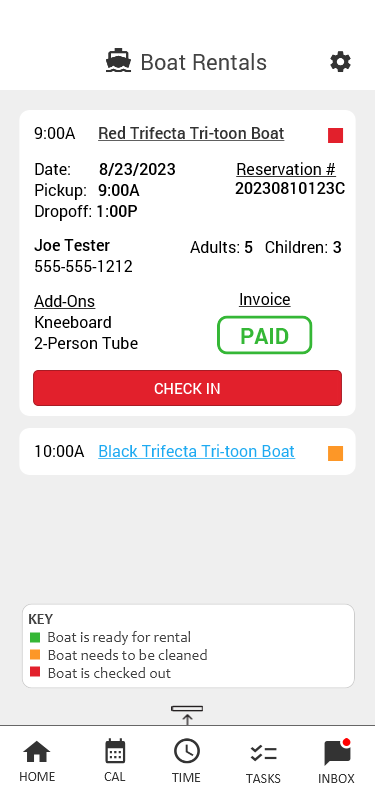 Boat Rentals
9:00A Red Trifecta Tri-toon Boat
Date: 8/23/2023
Reservation #
Pickup: 9:00A
20230810123C
Dropoff: 1:00P
Joe Tester
Adults: 5 Children: 3
555-555-1212
Add-Ons
Invoice
Kneeboard
PAID
2-Person Tube
CHECK IN
10:00A Black Trifecta Tri-toon Boat
KEY
Boat is ready for rental
Boat needs to be cleaned
Boat is checked out
HOME CAL TIME TASKS INBOX